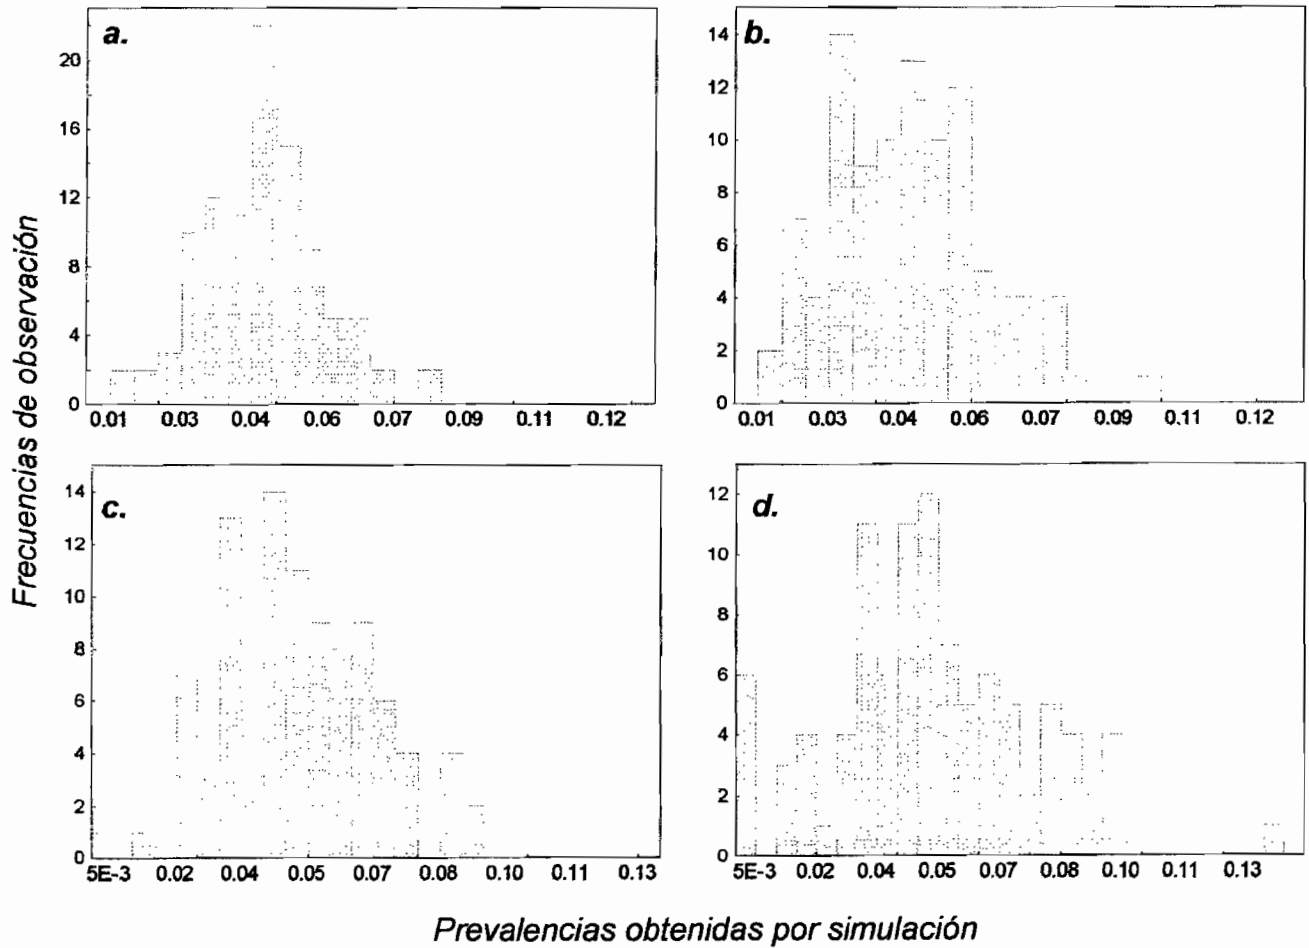 Frecuencias de observación
a.
20
16
12
8
4
0
0.01 0.03 0.04 0.06 0.07 0.09 0.11 0.12
b.
14
12
10
8
6
4
2
0
0.01 0.03 0.04 0.06 0.07 0.09 0.11 0.12
c.
14
12
10
8
6
4
2
0
5E-3 0.02 0.04 0.05 0.07 0.08 0.10 0.11 0.13
d.
12
10
8
6
4
2
0
5E-3 0.02 0.04 0.05 0.07 0.08 0.10 0.11 0.13
Prevalencias obtenidas por simulación